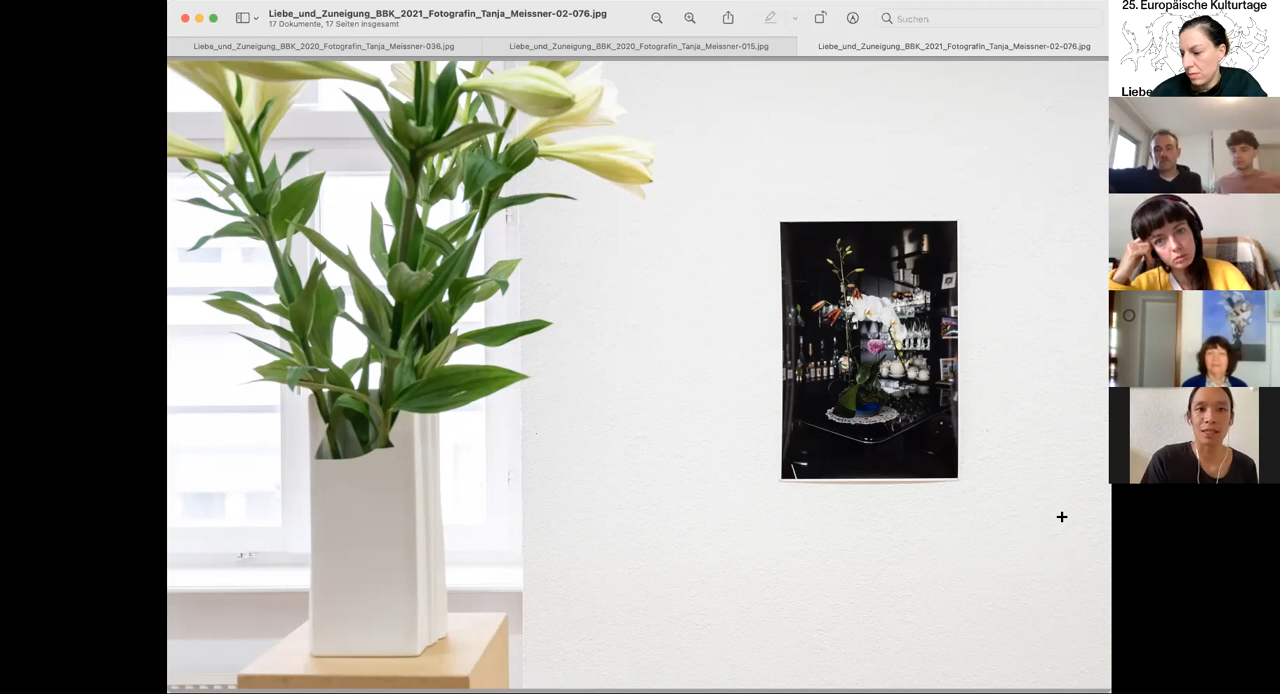 Liebe_und_Zuneigung_BBK_2021_Fotografin_Tanja_Meissner-02-076.jpg
17 Dokumente, 17 Seiten insgesamt
Suchen
Liebe_und_Zuneigung_BBK_2020_Fotografin_Tanja_Meissner-036.jpg
Liebe_und_Zuneigung_BBK_2020_Fotografin_Tanja_Meissner-015.jpg
Liebe_und_Zuneigung_BBK_2021_Fotografin_Tanja_Meissner-02-076.jpg
25. Europäische Kulturtage
Liebe